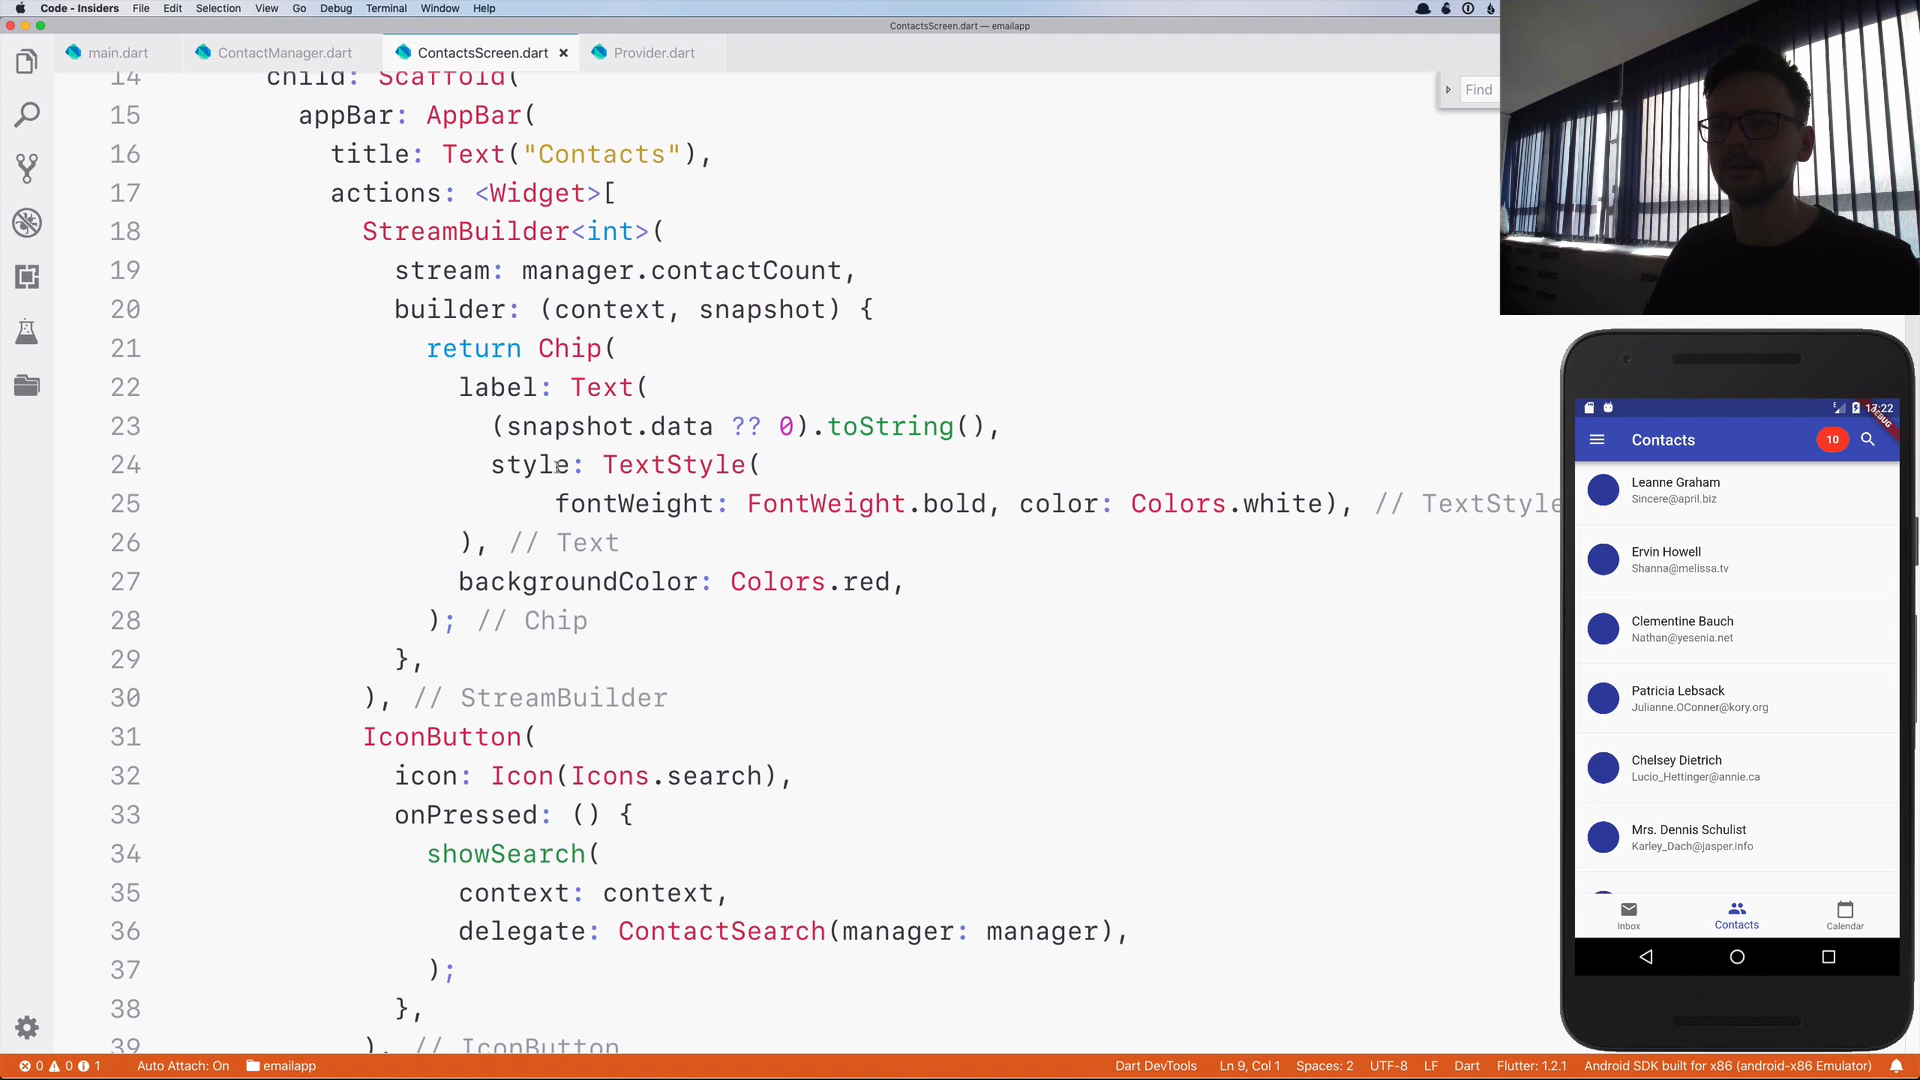 Code - Insiders File Edit Selection View Go Debug Terminal Window Help
ContactsScreen.dart — emailapp
main.dart ContactManager.dart ContactsScreen.dart Provider.dart
Find
14 child: Scaffold(
15 appBar: AppBar(
16 title: Text("Contacts"),
17 actions: <Widget>[
18 StreamBuilder<int>(
19 stream: manager.contactCount,
20 builder: (context, snapshot) {
21 return Chip(
22 label: Text(
23 (snapshot.data ?? 0).toString(),
24 style: TextStyle(
25 fontWeight: FontWeight.bold, color: Colors.white), // TextStyle
26 ), // Text
27 backgroundColor: Colors.red,
28 ); // Chip
29 },
30 ), // StreamBuilder
31 IconButton(
32 icon: Icon(Icons.search),
33 onPressed: () {
34 showSearch(
35 context: context,
36 delegate: ContactSearch(manager: manager),
37 );
38 },
39 ), // IconButton
17:22
DEBUG
Contacts 10
Leanne Graham
Sincere@april.biz
Ervin Howell
Shanna@melissa.tv
Clementine Bauch
Nathan@yesenia.net
Patricia Lebsack
Julianne.OConner@kory.org
Chelsey Dietrich
Lucio_Hettinger@annie.ca
Mrs. Dennis Schulist
Karley_Dach@jasper.info
Inbox Contacts Calendar
0 0 1 Auto Attach: On emailapp Dart DevTools Ln 9, Col 1 Spaces: 2 UTF-8 LF Dart Flutter: 1.2.1 Android SDK built for x86 (android-x86 Emulator)